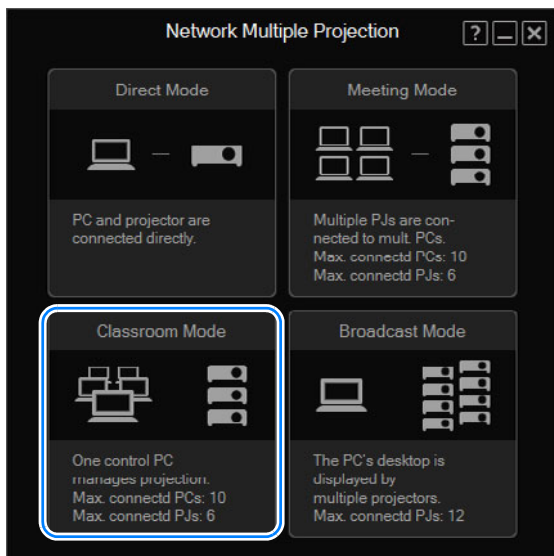 Network Multiple Projection
?
Direct Mode
PC and projector are
connected directly.
Meeting Mode
Multiple PJs are con-
nected to mult. PCs.
Max. connectd PCs: 10
Max. connectd PJs: 6
Classroom Mode
One control PC
manages projection.
Max. connectd PCs: 10
Max. connectd PJs: 6
Broadcast Mode
The PC's desktop is
displayed by
multiple projectors.
Max. connectd PJs: 12